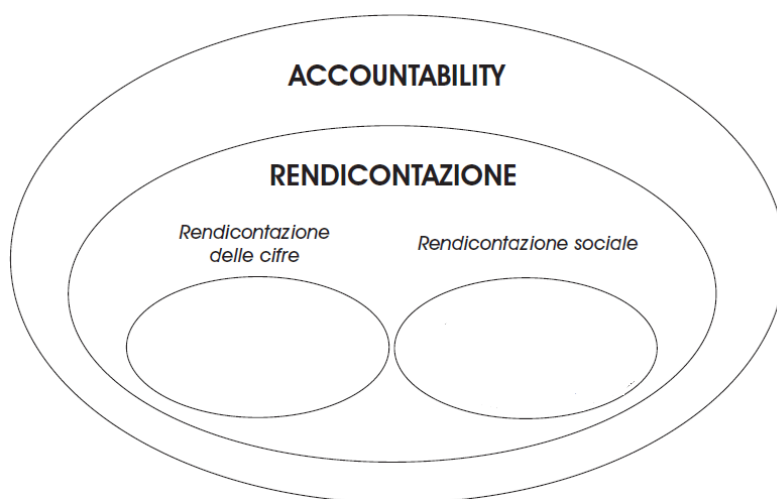 ACCOUNTABILITY
RENDICONTAZIONE
Rendicontazione
delle cifre
Rendicontazione sociale